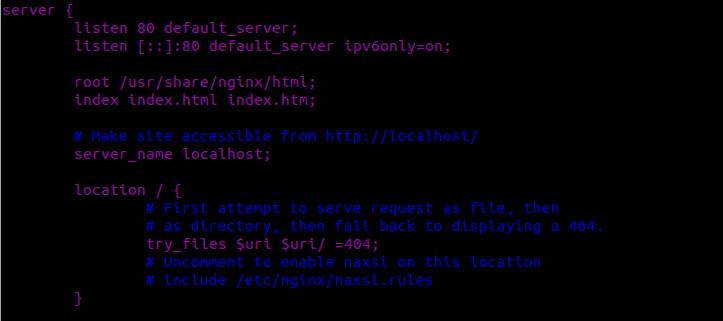 server {
listen 80 default_server;
listen [::]:80 default_server ipv6only=on;
root /usr/share/nginx/html;
index index.html index.htm;
# Make site accessible from http://localhost/
server_name localhost;
location / {
# First attempt to serve request as file, then
# as directory, then fall back to displaying a 404.
try_files $uri $uri/ =404;
# Uncomment to enable naxsi on this location
# include /etc/nginx/naxsi.rules
}